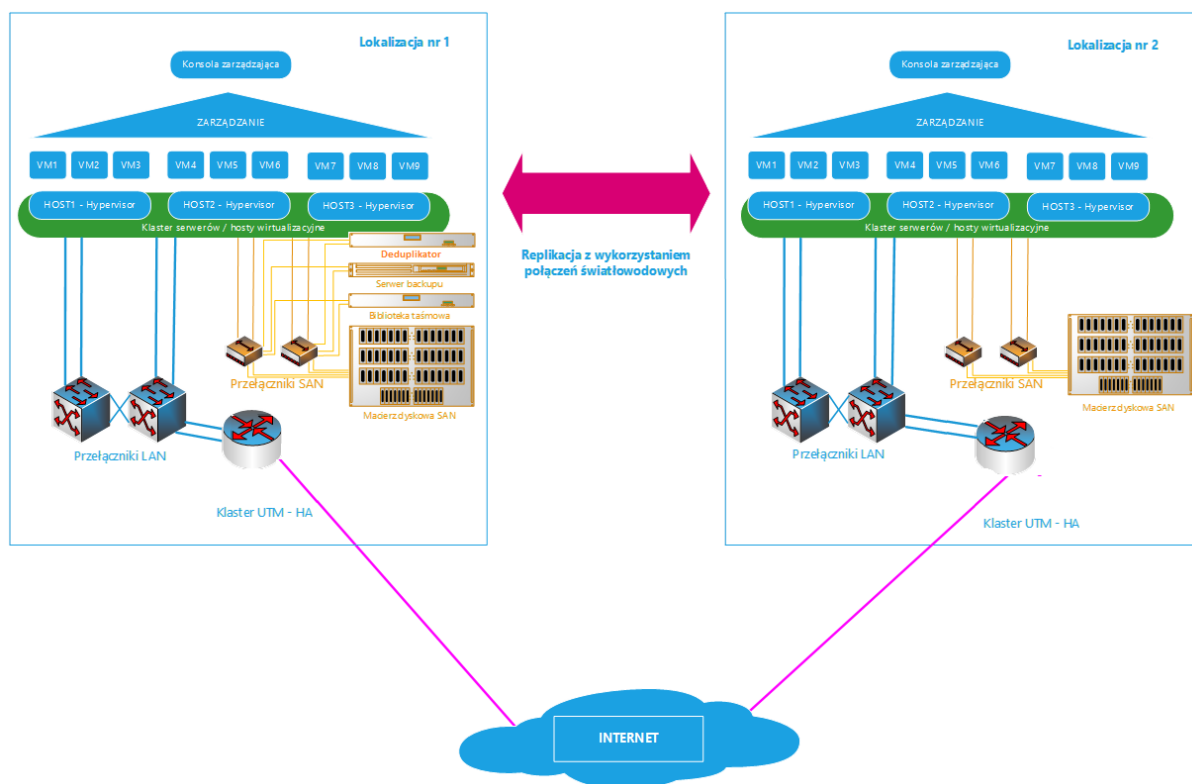 Lokalizacja nr 1
Konsola zarządzająca
ZARZĄDZANIE
VM1 VM2 VM3 VM4 VM5 VM6 VM7 VM8 VM9
HOST1 - Hypervisor HOST2 - Hypervisor HOST3 - Hypervisor
Klaster serwerów / hosty wirtualizacyjne
Deduplikator
Serwer backupu
Biblioteka taśmowa
Przełączniki SAN
Macierz dyskowa SAN
Przełączniki LAN
Klaster UTM - HA
Replikacja z wykorzystaniem
połączeń światłowodowych
Lokalizacja nr 2
Konsola zarządzająca
ZARZĄDZANIE
VM1 VM2 VM3 VM4 VM5 VM6 VM7 VM8 VM9
HOST1 - Hypervisor HOST2 - Hypervisor HOST3 - Hypervisor
Klaster serwerów / hosty wirtualizacyjne
Przełączniki SAN
Macierz dyskowa SAN
Przełączniki LAN
Klaster UTM - HA
INTERNET